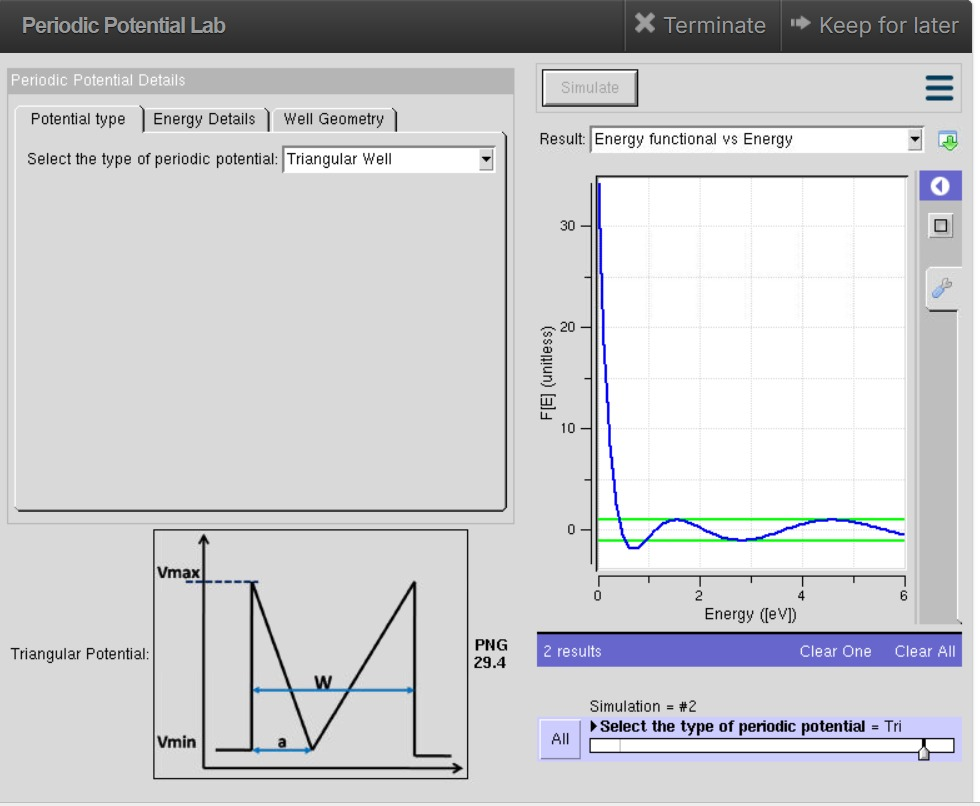 Periodic Potential Lab
Terminate
Keep for later
Periodic Potential Details
Potential type
Energy Details
Well Geometry
Select the type of periodic potential: Triangular Well
Simulate
Result: Energy functional vs Energy
F[E] (unitless)
30
20
10
0
0 2 4 6
Energy ([eV])
2 results Clear One Clear All
Simulation = #2
All
Select the type of periodic potential = Tri
Triangular Potential:
Vmax
W
Vmin
a
PNG
29.4